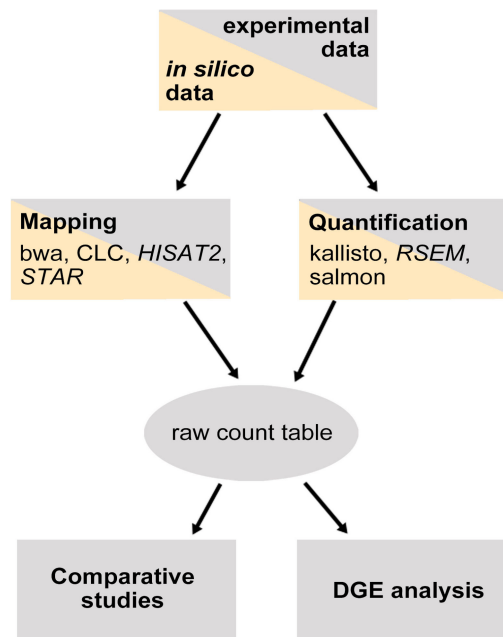 experimental
data
in silico
data
Mapping
bwa, CLC, HISAT2,
STAR
Quantification
kallisto, RSEM,
salmon
raw count table
Comparative
studies
DGE analysis